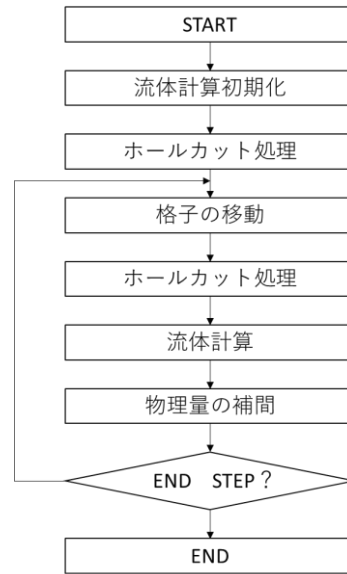 START
流体計算初期化
ホールカット処理
格子の移動
ホールカット処理
流体計算
物理量の補間
END　STEP？
END